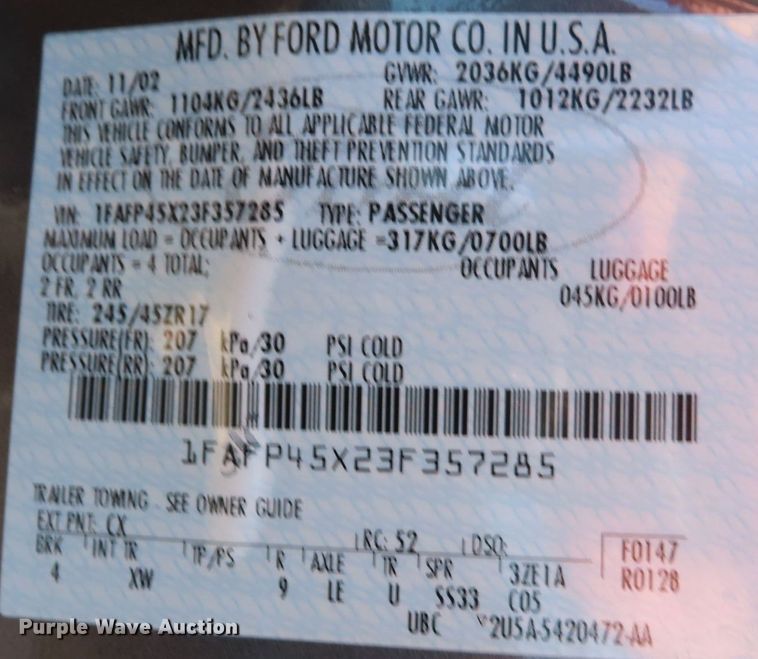 MFD. BY FORD MOTOR CO. IN U.S.A.
DATE: 11/02 GVWR: 2036KG/4490LB
FRONT GAWR: 1104KG/2436LB REAR GAWR: 1012KG/2232LB
THIS VEHICLE CONFORMS TO ALL APPLICABLE FEDERAL MOTOR
VEHICLE SAFETY, BUMPER, AND THEFT PREVENTION STANDARDS
IN EFFECT ON THE DATE OF MANUFACTURE SHOWN ABOVE.
VIN: 1FAFP45X23F357285 TYPE: PASSENGER
MAXIMUM LOAD = OCCUPANTS + LUGGAGE =317KG/0700LB
OCCUPANTS = 4 TOTAL; OCCUPANTS LUGGAGE
2 FR, 2 RR 045KG/0100LB
TIRE: 245/45ZR17
PRESSURE(FR): 207 kPa/30 PSI COLD
PRESSURE(RR): 207 kPa/30 PSI COLD
1FAFP45X23F357285
TRAILER TOWING - SEE OWNER GUIDE
EXT PNT: CX RC: 52 DSO: F0147
BRK INT TR TP/PS R AXLE TR SPR 3ZE1A R0128
4 XW 9 LE U SS33 C05
UBC 2U5A-5420472-AA
Purple Wave Auction